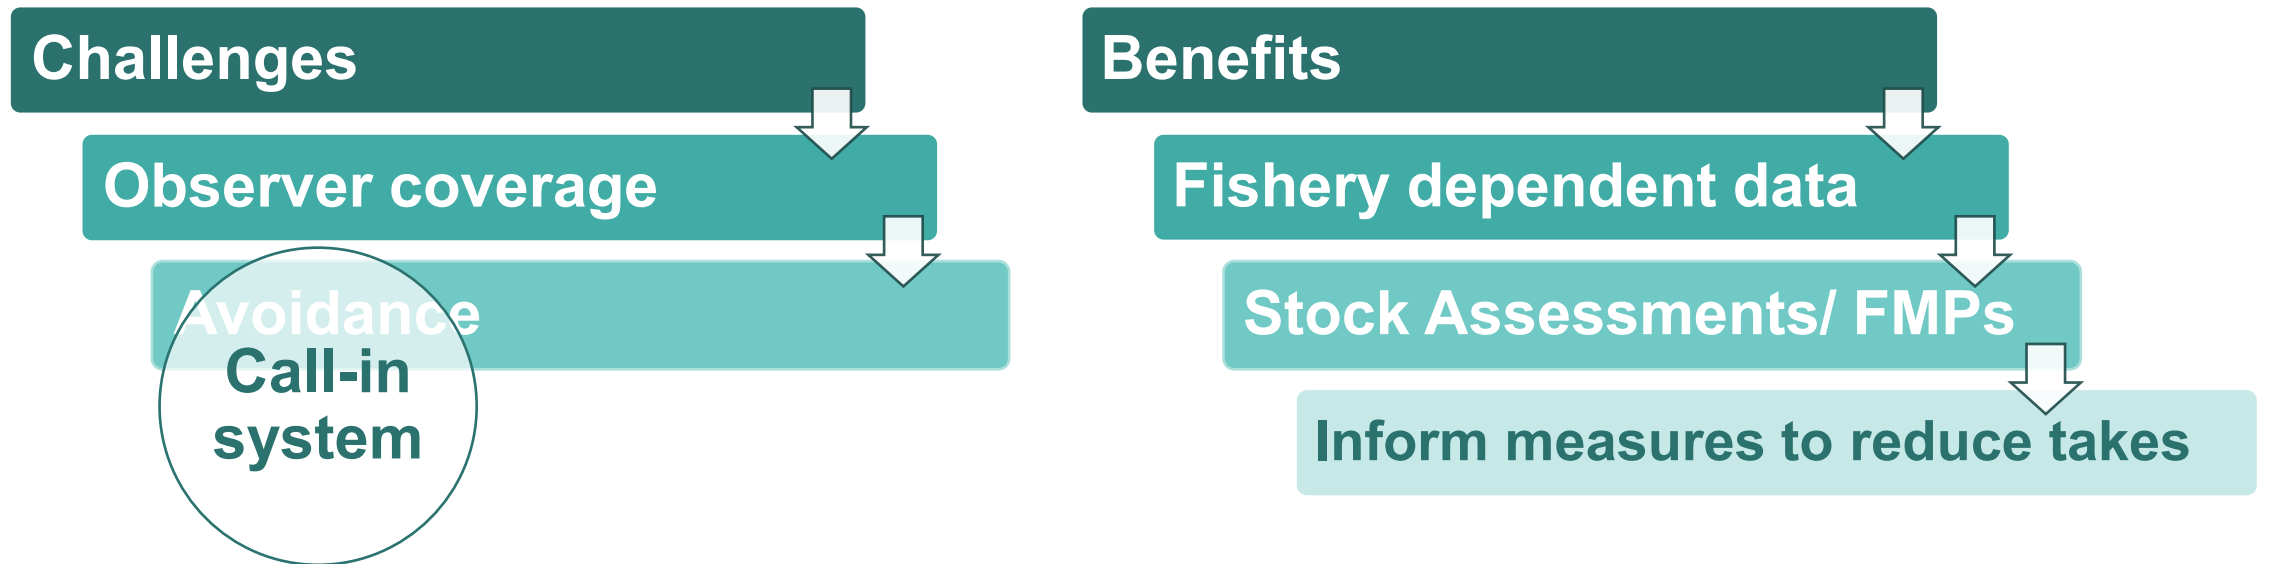 Challenges
Observer coverage
Avoidance
Call-in
system
Benefits
Fishery dependent data
Stock Assessments/ FMPs
Inform measures to reduce takes